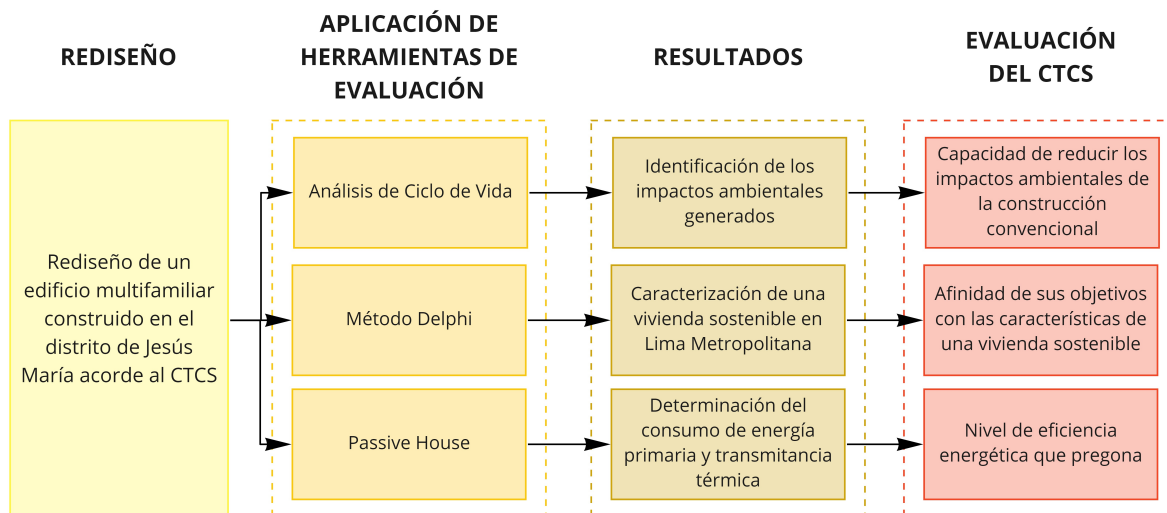 REDISEÑO
APLICACIÓN DE
HERRAMIENTAS DE
EVALUACIÓN
RESULTADOS
EVALUACIÓN
DEL CTCS
Rediseño de un
edificio multifamiliar
construido en el
distrito de Jesús
María acorde al CTCS
Análisis de Ciclo de Vida
Identificación de los
impactos ambientales
generados
Capacidad de reducir los
impactos ambientales de
la construcción
convencional
Método Delphi
Caracterización de una
vivienda sostenible en
Lima Metropolitana
Afinidad de sus objetivos
con las características de
una vivienda sostenible
Passive House
Determinación del
consumo de energía
primaria y transmitancia
térmica
Nivel de eficiencia
energética que pregona